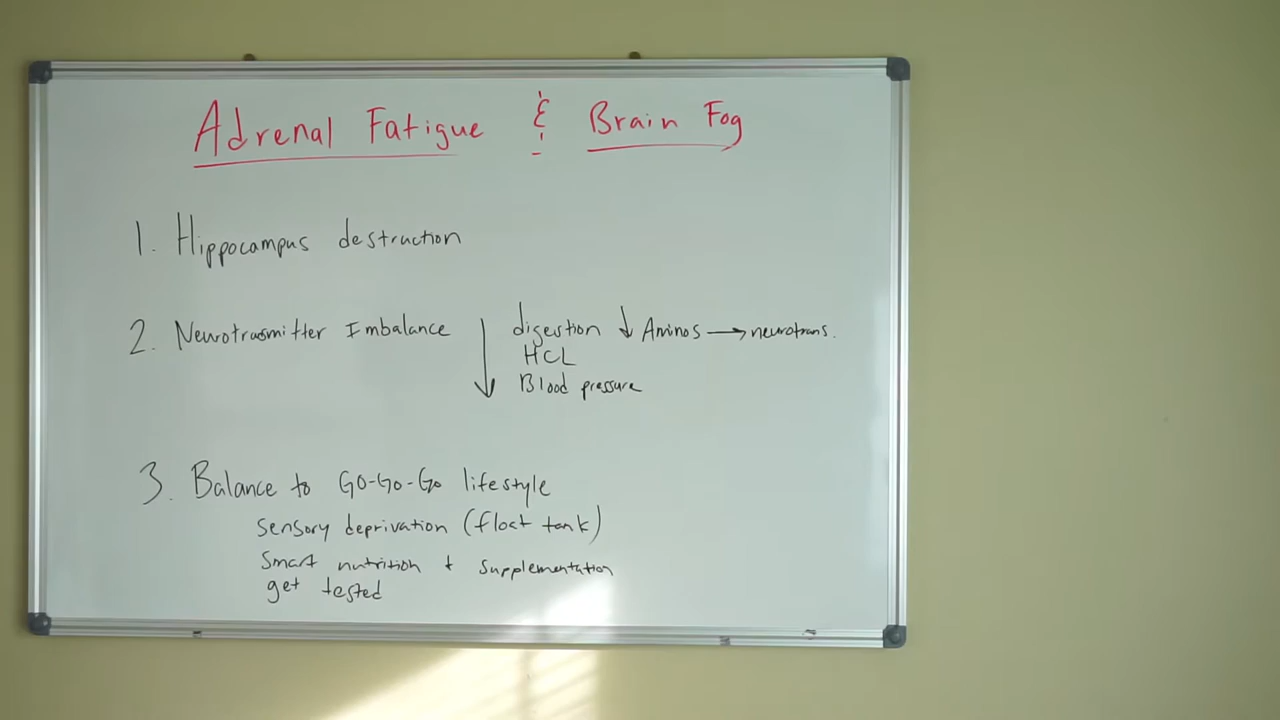 Adrenal Fatigue & Brain Fog
1. Hippocampus destruction
2. Neurotrasmitter Imbalance ↓ digestion ↓ Aminos → neurotrans.
HCL
Blood pressure
3. Balance to Go-Go-Go lifestyle
sensory deprivation (float tank)
smart nutrition + supplementation
get tested